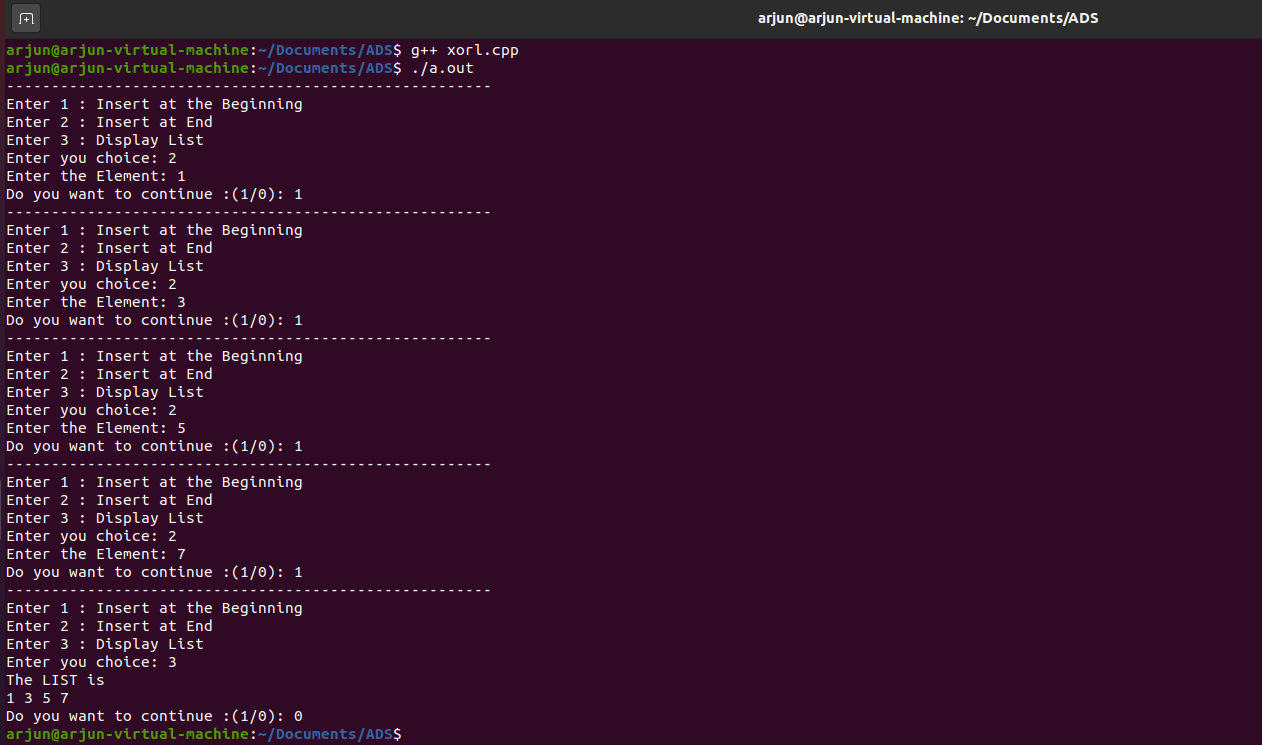 arjun@arjun-virtual-machine: ~/Documents/ADS
arjun@arjun-virtual-machine:~/Documents/ADS$ g++ xorl.cpp
arjun@arjun-virtual-machine:~/Documents/ADS$ ./a.out
------------------------------------------------------
Enter 1 : Insert at the Beginning
Enter 2 : Insert at End
Enter 3 : Display List
Enter you choice: 2
Enter the Element: 1
Do you want to continue :(1/0): 1
------------------------------------------------------
Enter 1 : Insert at the Beginning
Enter 2 : Insert at End
Enter 3 : Display List
Enter you choice: 2
Enter the Element: 3
Do you want to continue :(1/0): 1
------------------------------------------------------
Enter 1 : Insert at the Beginning
Enter 2 : Insert at End
Enter 3 : Display List
Enter you choice: 2
Enter the Element: 5
Do you want to continue :(1/0): 1
------------------------------------------------------
Enter 1 : Insert at the Beginning
Enter 2 : Insert at End
Enter 3 : Display List
Enter you choice: 2
Enter the Element: 7
Do you want to continue :(1/0): 1
------------------------------------------------------
Enter 1 : Insert at the Beginning
Enter 2 : Insert at End
Enter 3 : Display List
Enter you choice: 3
The LIST is
1 3 5 7
Do you want to continue :(1/0): 0
arjun@arjun-virtual-machine:~/Documents/ADS$